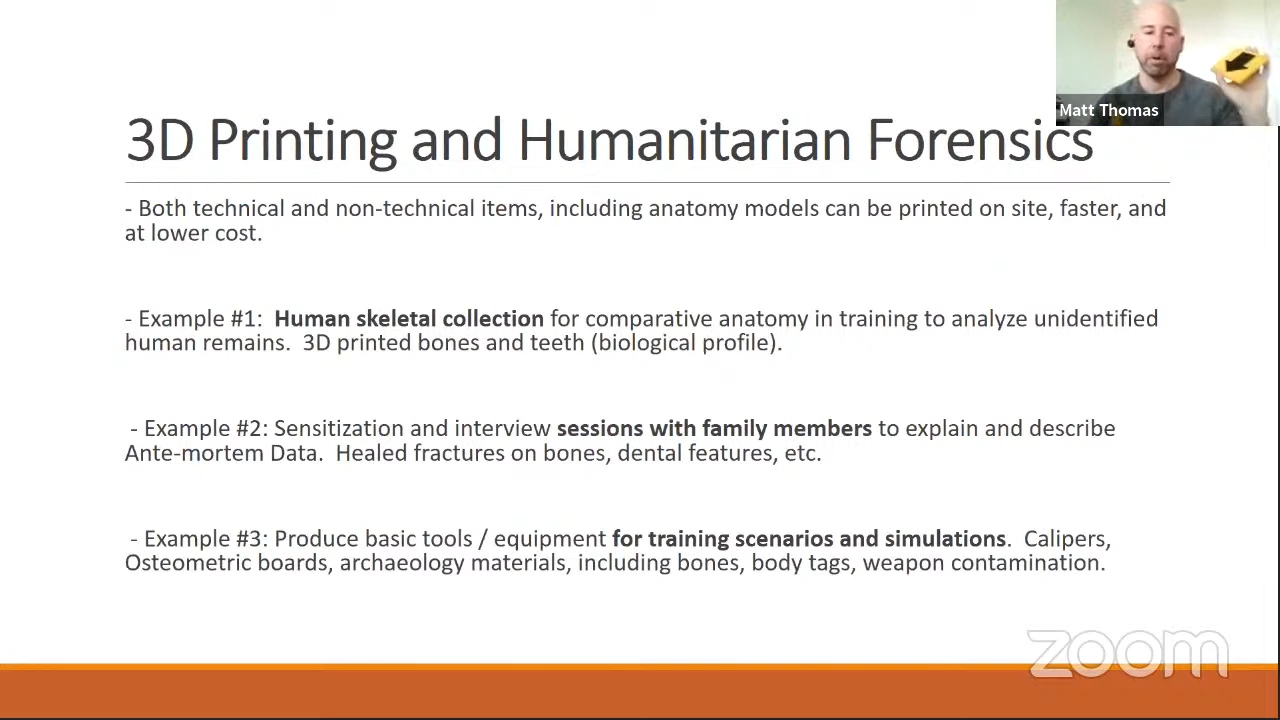 Matt Thomas
3D Printing and Humanitarian Forensics
- Both technical and non-technical items, including anatomy models can be printed on site, faster, and
at lower cost.
- Example #1:  Human skeletal collection for comparative anatomy in training to analyze unidentified
human remains.  3D printed bones and teeth (biological profile).
- Example #2: Sensitization and interview sessions with family members to explain and describe
Ante-mortem Data.  Healed fractures on bones, dental features, etc.
- Example #3: Produce basic tools / equipment for training scenarios and simulations.  Calipers,
Osteometric boards, archaeology materials, including bones, body tags, weapon contamination.
zoom